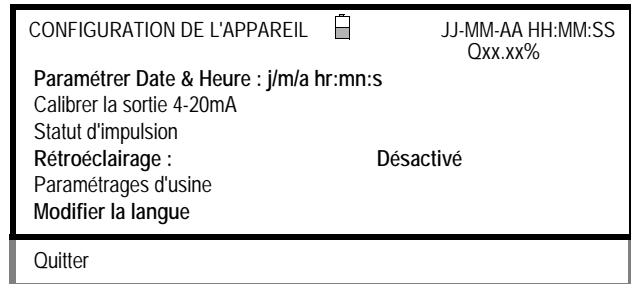 CONFIGURATION DE L'APPAREIL JJ-MM-AA HH:MM:SS
Qxx.xx%
Paramétrer Date & Heure : j/m/a hr:mn:s
Calibrer la sortie 4-20mA
Statut d'impulsion
Rétroéclairage : Désactivé
Paramétrages d'usine
Modifier la langue
Quitter